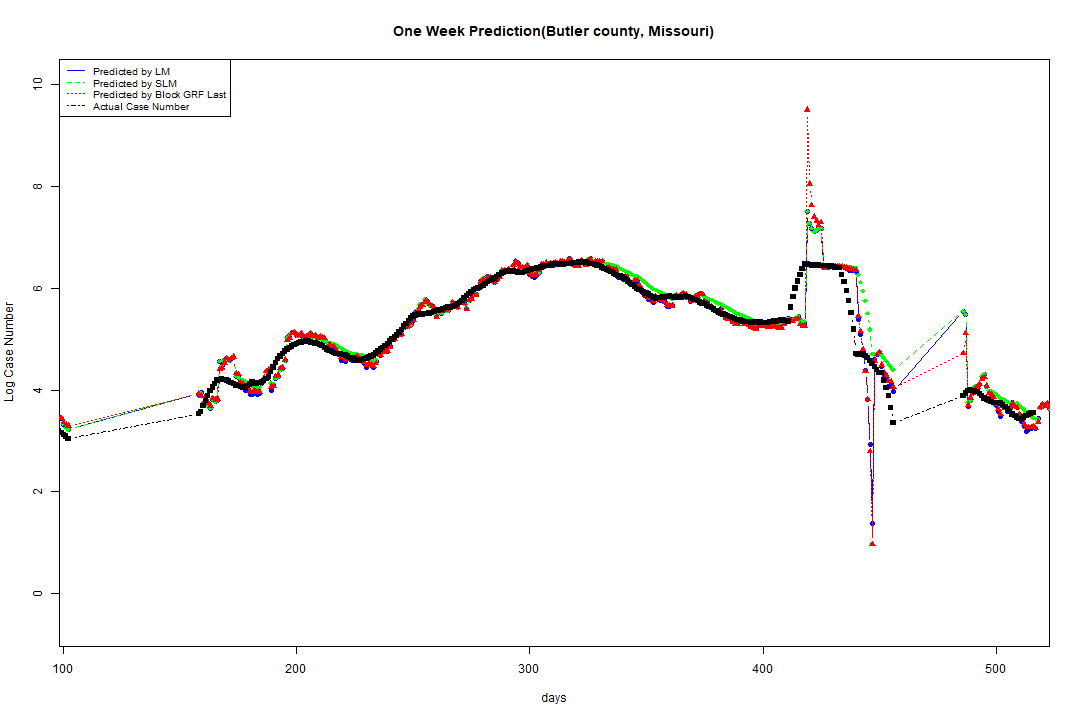 One Week Prediction(Butler county, Missouri)
Predicted by LM
Predicted by SLM
Predicted by Block GRF Last
Actual Case Number
10
8
6
4
2
0
Log Case Number
100 200 300 400 500
days